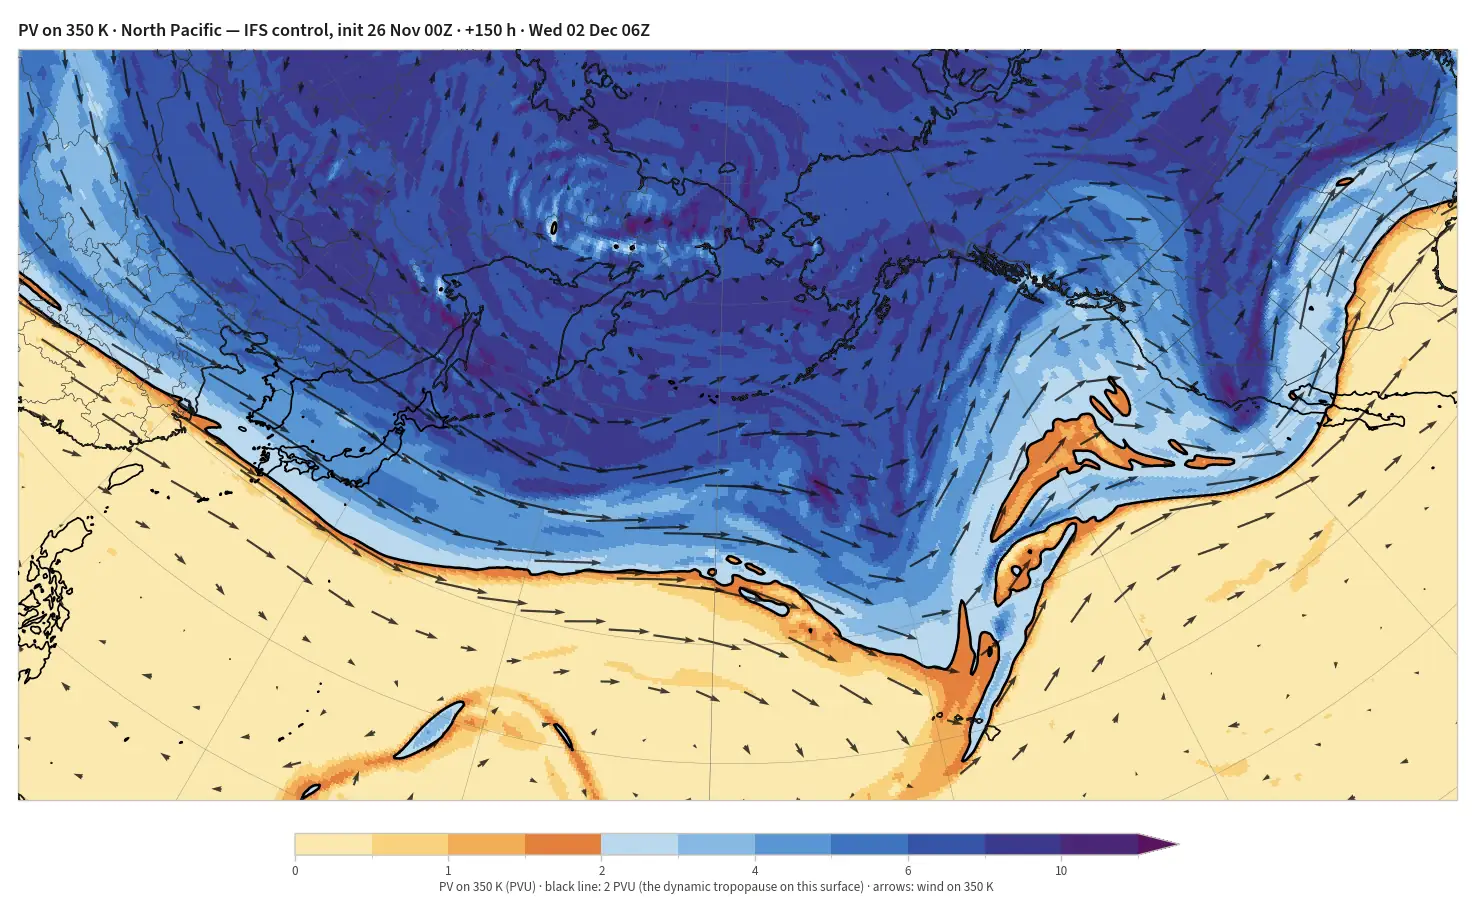 PV on 350 K · North Pacific — IFS control, init 26 Nov 00Z · +150 h · Wed 02 Dec 06Z
0 1 2 4 6 10
PV on 350 K (PVU) · black line: 2 PVU (the dynamic tropopause on this surface) · arrows: wind on 350 K